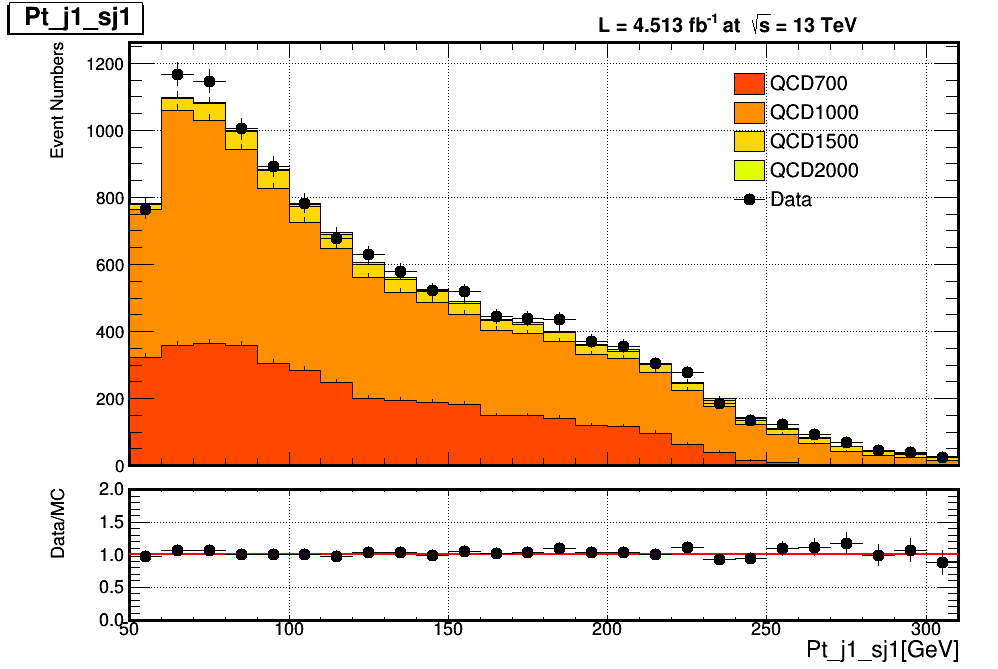 Pt_j1_sj1
L = 4.513 fb⁻¹ at √s = 13 TeV
Event Numbers
1200
1000
800
600
400
200
0
QCD700
QCD1000
QCD1500
QCD2000
Data
Data/MC
2.0
1.5
1.0
0.5
0.0
50 100 150 200 250 300
Pt_j1_sj1[GeV]